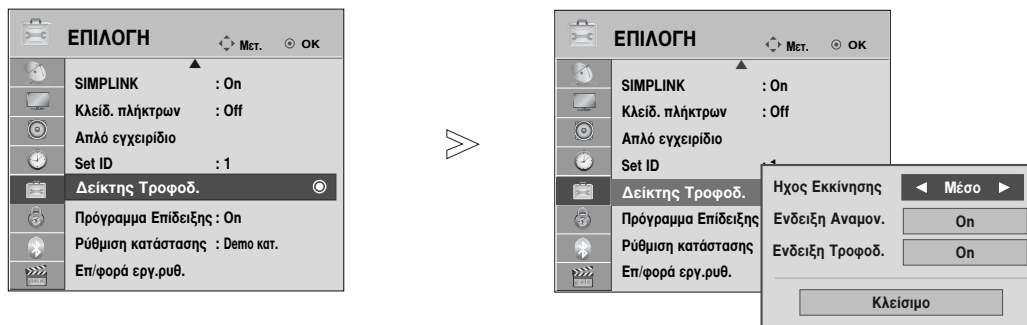 ΕΠΙΛΟΓΗ Μετ. OK
SIMPLINK : On
Κλείδ. πλήκτρων : Off
Απλό εγχειρίδιο
Set ID : 1
Δείκτης Τροφοδ.
Πρόγραμμα Επίδειξης : On
Ρύθμιση κατάστασης : Demo κατ.
Επ/φορά εργ.ρυθ.
ΕΠΙΛΟΓΗ Μετ. OK
SIMPLINK : On
Κλείδ. πλήκτρων : Off
Απλό εγχειρίδιο
Set ID : 1
Δείκτης Τροφοδ.
Πρόγραμμα Επίδειξης
Ρύθμιση κατάστασης
Επ/φορά εργ.ρυθ.
Ηχος Εκκίνησης ◄ Μέσο ►
Ενδειξη Αναμον. On
Ενδειξη Τροφοδ. On
Κλείσιμο